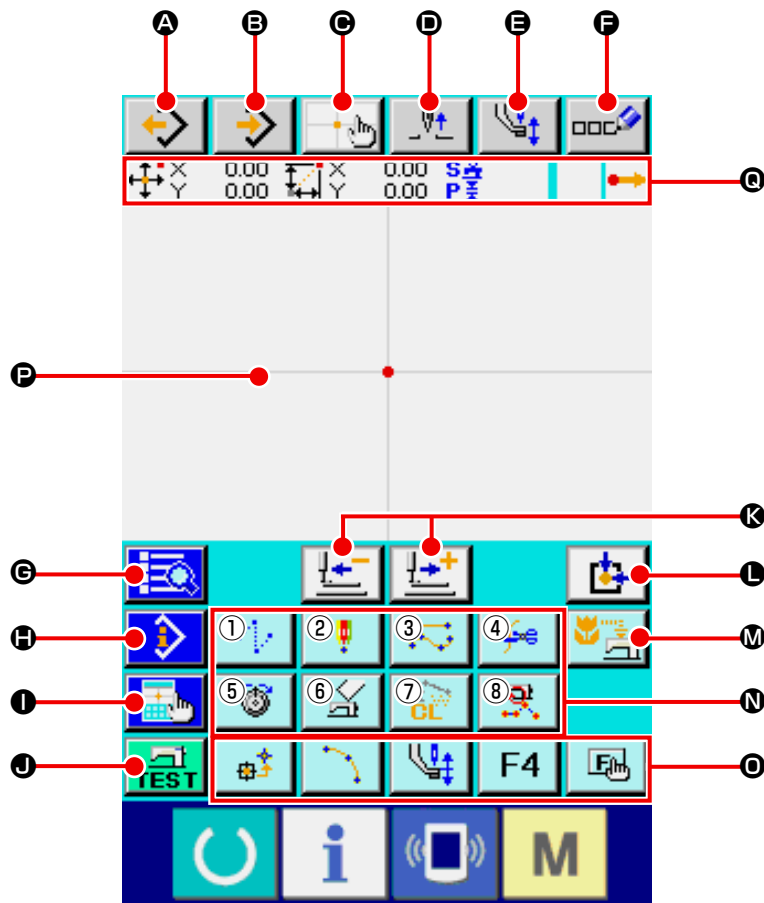 A B C D E F
X 0.00 X 0.00 S
Y 0.00 Y 0.00 P
Q
P
K
G L
H ① ② ③ ④ M
I ⑤ ⑥ ⑦ CL ⑧ N
J TEST F4 F O
i M